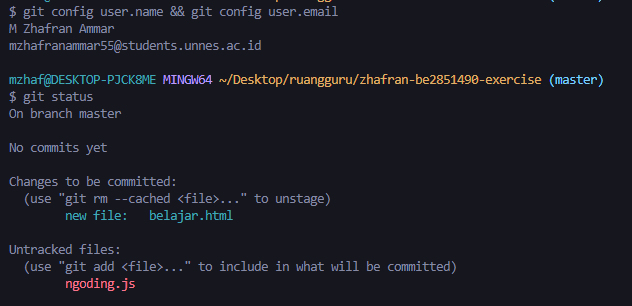 $ git config user.name && git config user.email
M Zhafran Ammar
mzhafranammar55@students.unnes.ac.id
mzhaf@DESKTOP-PJCK8ME MINGW64 ~/Desktop/ruangguru/zhafran-be2851490-exercise (master)
$ git status
On branch master
No commits yet
Changes to be committed:
(use "git rm --cached <file>..." to unstage)
new file:   belajar.html
Untracked files:
(use "git add <file>..." to include in what will be committed)
ngoding.js